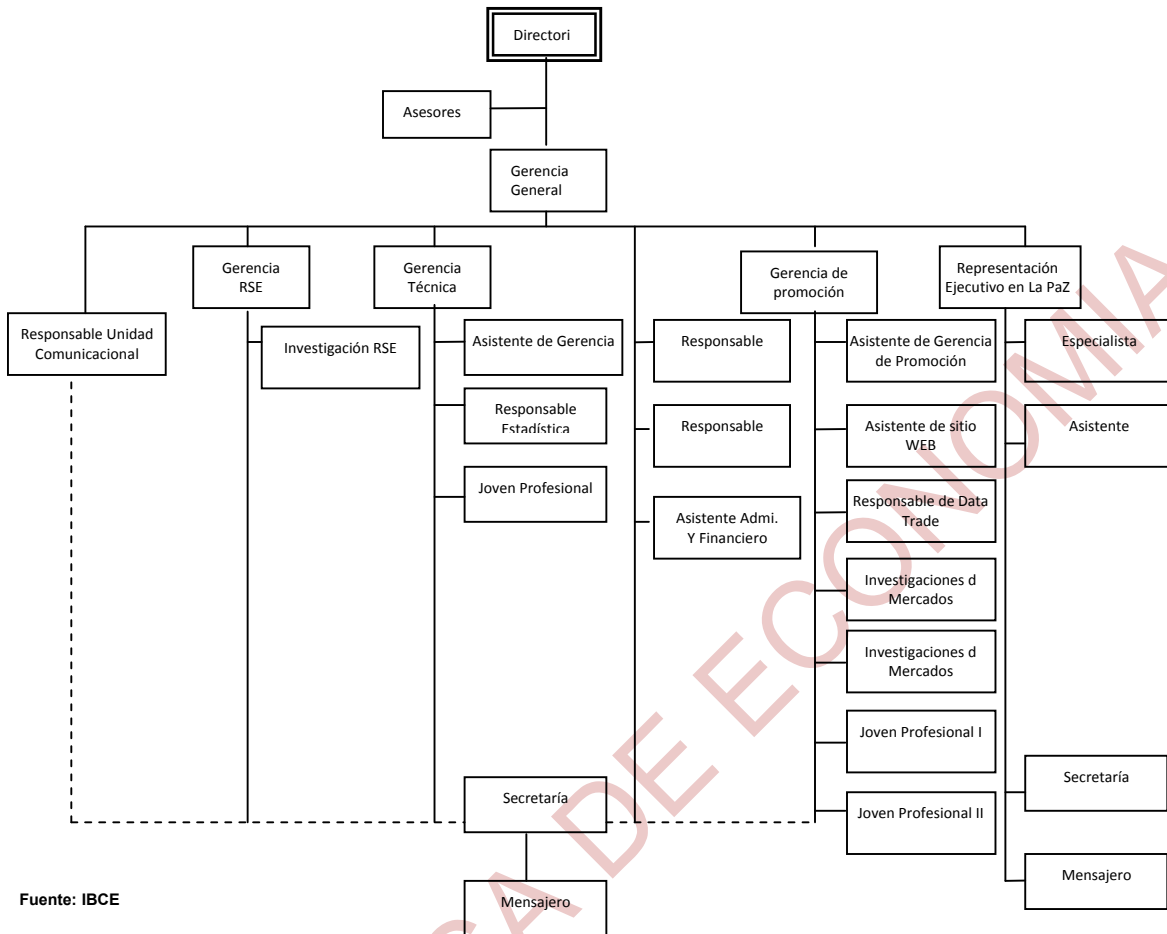 Directori
Asesores
Gerencia
General
Gerencia
RSE
Gerencia
Técnica
Gerencia de
promoción
Representación
Ejecutivo en La PaZ
Responsable Unidad
Comunicacional
Investigación RSE
Asistente de Gerencia
Responsable
Estadística
Joven Profesional
Responsable
Responsable
Asistente Admi.
Y Financiero
Asistente de Gerencia
de Promoción
Asistente de sitio
WEB
Responsable de Data
Trade
Investigaciones d
Mercados
Investigaciones d
Mercados
Joven Profesional I
Joven Profesional II
Especialista
Asistente
Secretaría
Mensajero
Secretaría
Mensajero
Fuente: IBCE
CA DE ECONOMIA